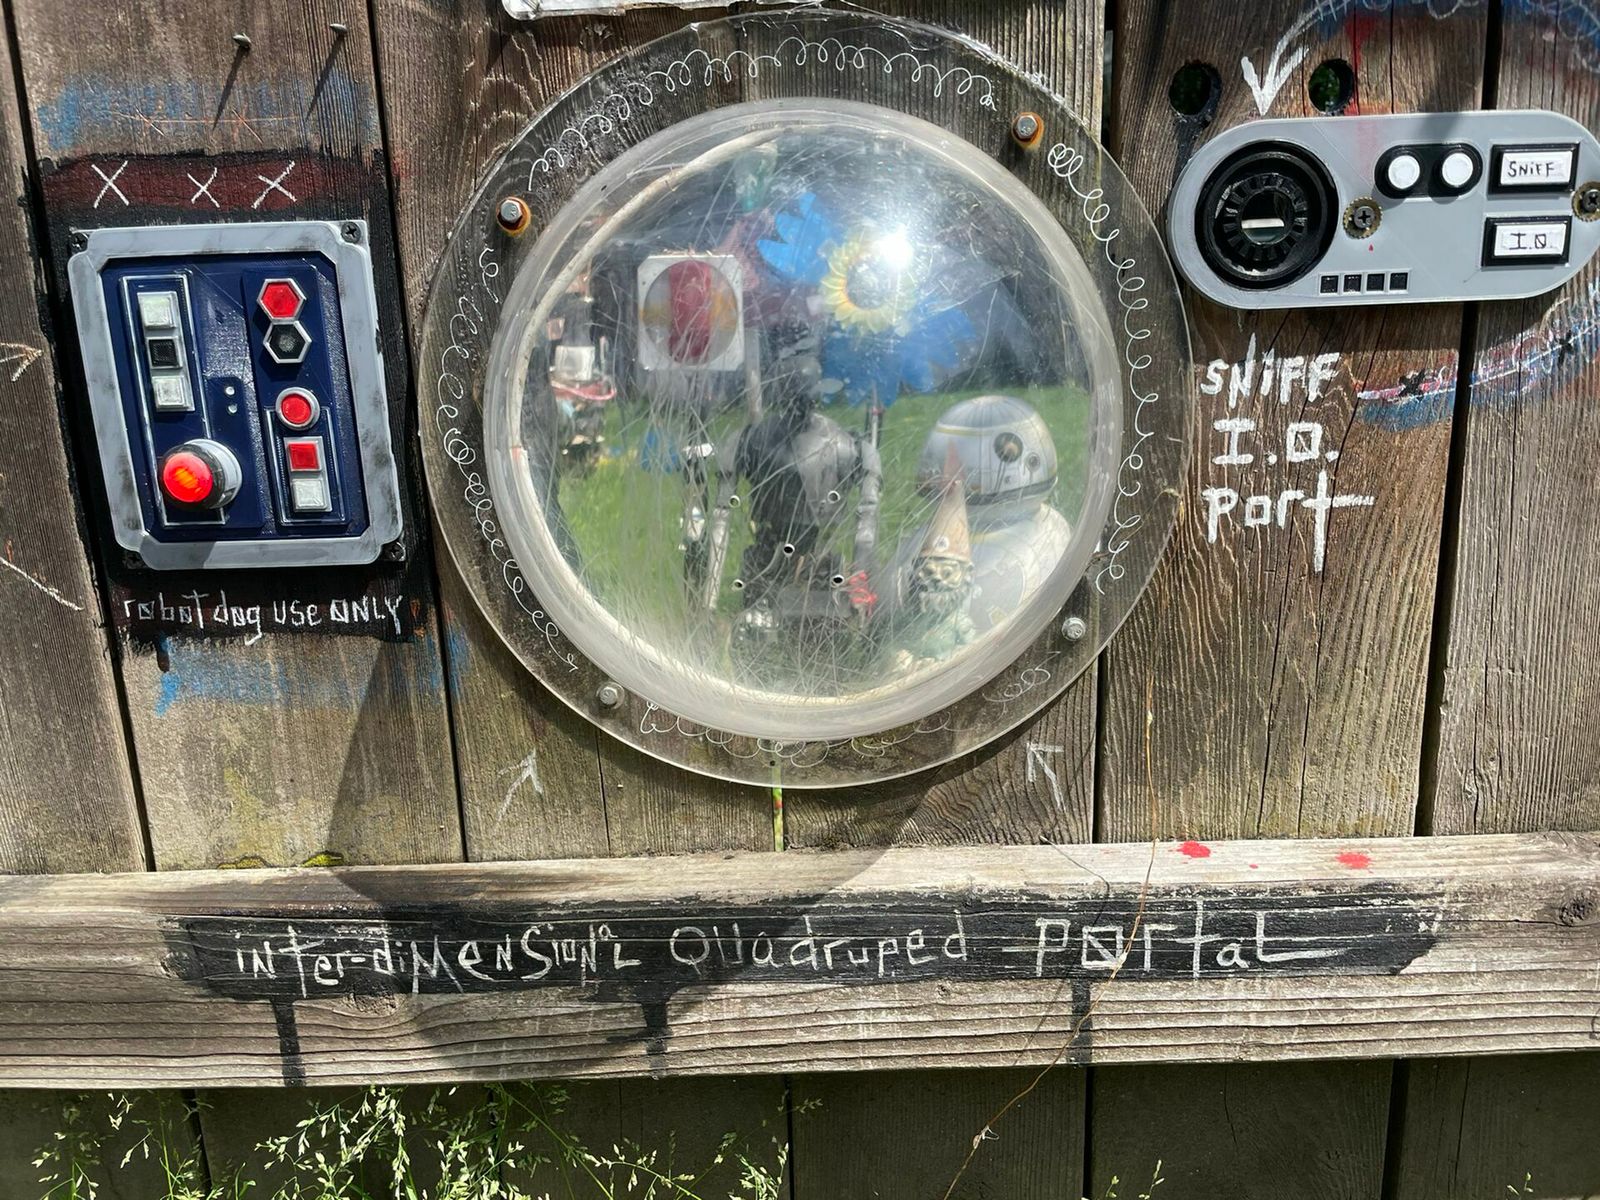 X X X
robot dog use ONLY
SNiFF
I.O.
SNiFF
I.O.
Port
inter-diMeNSioNaL Quadruped PORtaL